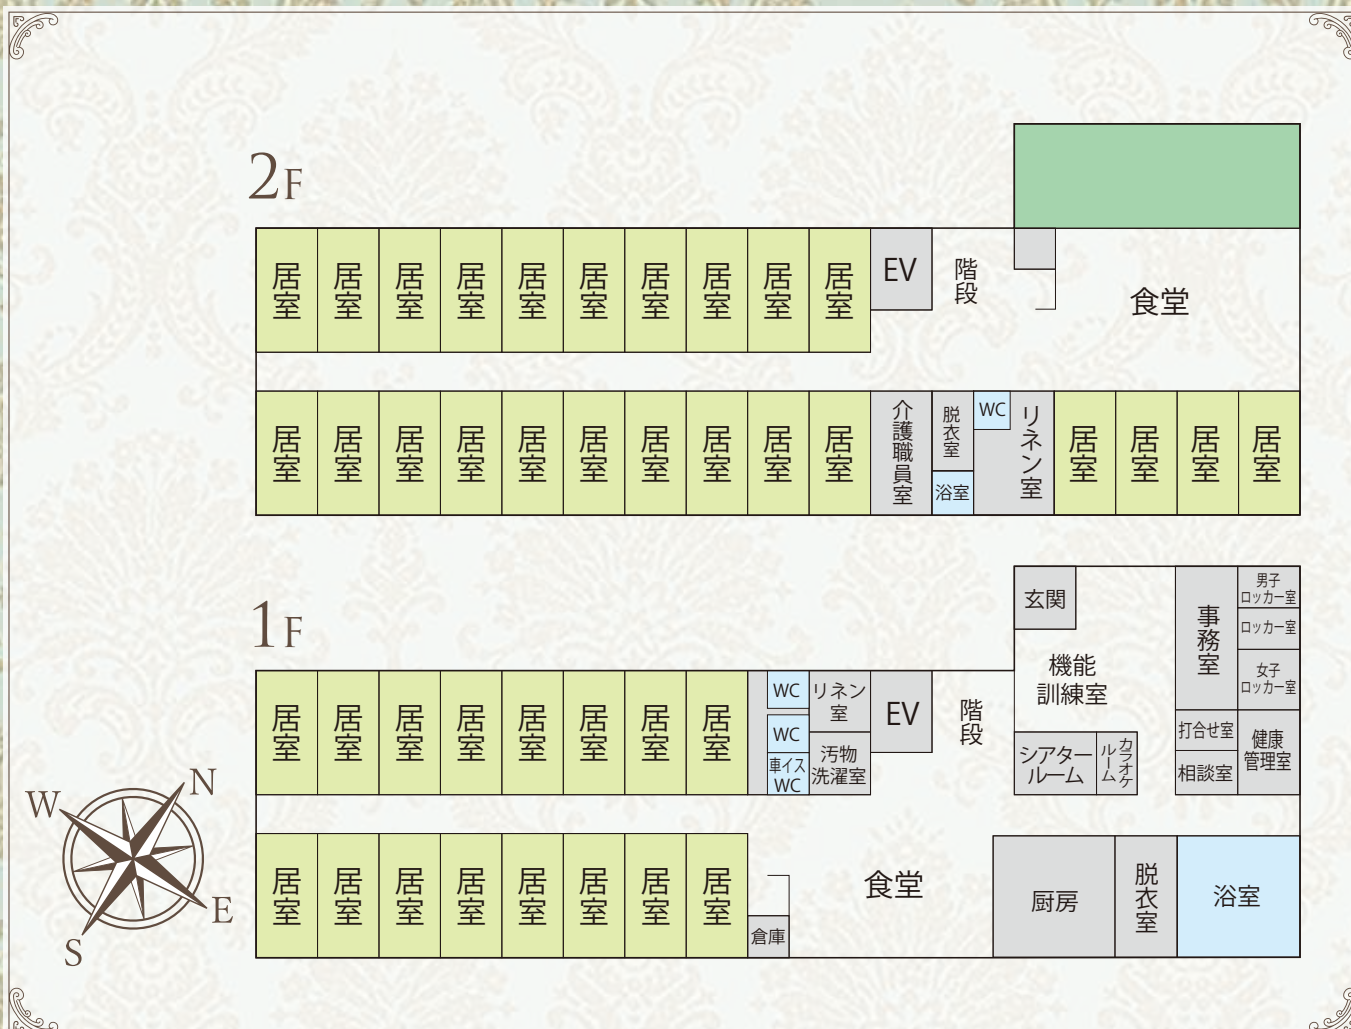 2F
居室 居室 居室 居室 居室 居室 居室 居室 居室 居室 EV 階段 食堂
居室 居室 居室 居室 居室 居室 居室 居室 居室 居室 介護職員室 脱衣室 浴室 WC リネン室 居室 居室 居室 居室
1F
玄関
機能
訓練室
シアター
ルーム
カラオケ
ルーム
事務室
男子
ロッカー室
ロッカー室
女子
ロッカー室
打合せ室
相談室
健康
管理室
居室 居室 居室 居室 居室 居室 居室 居室
WC
WC
車イス
WC
リネン
室
汚物
洗濯室
EV
階段
居室 居室 居室 居室 居室 居室 居室 居室
倉庫
食堂
厨房
脱衣室
浴室
N
W
E
S